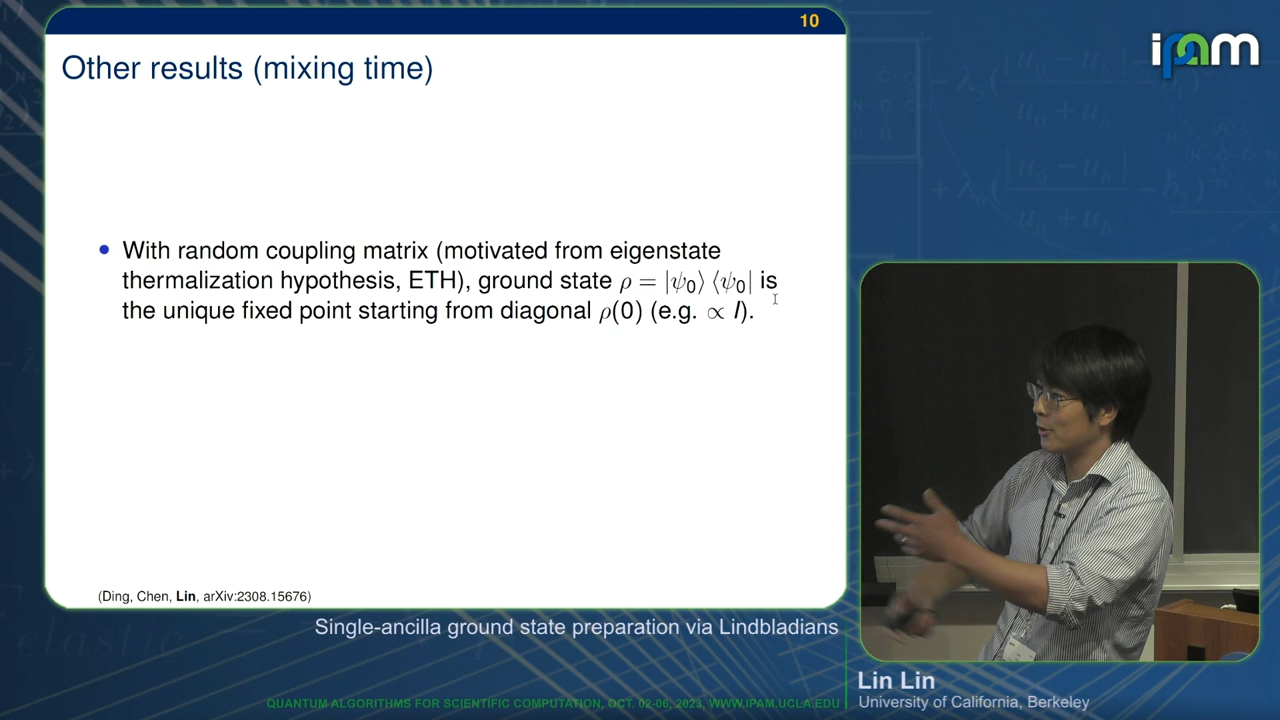 10
ipam
Other results (mixing time)
• With random coupling matrix (motivated from eigenstate
thermalization hypothesis, ETH), ground state ρ = |ψ₀⟩ ⟨ψ₀| is
the unique fixed point starting from diagonal ρ(0) (e.g. ∝ I).
(Ding, Chen, Lin, arXiv:2308.15676)
Single-ancilla ground state preparation via Lindbladians
Lin Lin
University of California, Berkeley
QUANTUM ALGORITHMS FOR SCIENTIFIC COMPUTATION, OCT. 02-06, 2023, WWW.IPAM.UCLA.EDU